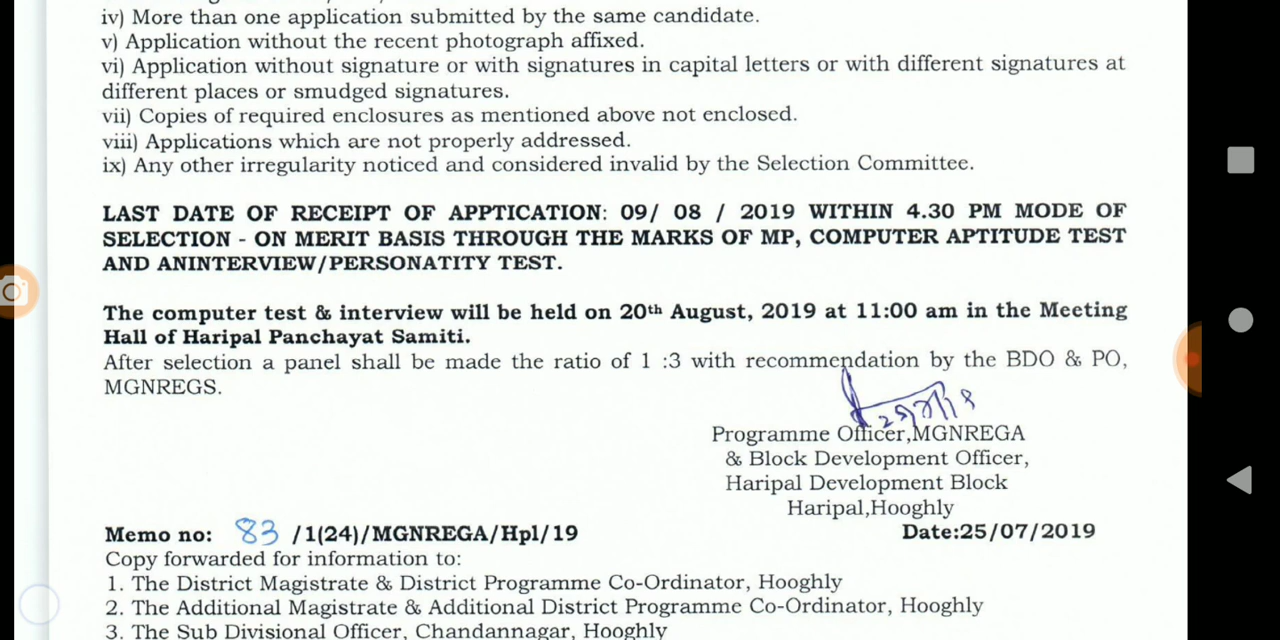 iv) More than one application submitted by the same candidate.
v) Application without the recent photograph affixed.
vi) Application without signature or with signatures in capital letters or with different signatures at
different places or smudged signatures.
vii) Copies of required enclosures as mentioned above not enclosed.
viii) Applications which are not properly addressed.
ix) Any other irregularity noticed and considered invalid by the Selection Committee.
LAST DATE OF RECEIPT OF APPTICATION: 09/ 08 / 2019 WITHIN 4.30 PM MODE OF
SELECTION - ON MERIT BASIS THROUGH THE MARKS OF MP, COMPUTER APTITUDE TEST
AND ANINTERVIEW/PERSONATITY TEST.
The computer test & interview will be held on 20th August, 2019 at 11:00 am in the Meeting
Hall of Haripal Panchayat Samiti.
After selection a panel shall be made the ratio of 1 :3 with recommendation by the BDO & PO,
MGNREGS.
Programme Officer,MGNREGA
& Block Development Officer,
Haripal Development Block
Haripal,Hooghly
Memo no: 83 /1(24)/MGNREGA/Hpl/19
Date:25/07/2019
Copy forwarded for information to:
1. The District Magistrate & District Programme Co-Ordinator, Hooghly
2. The Additional Magistrate & Additional District Programme Co-Ordinator, Hooghly
3. The Sub Divisional Officer, Chandannagar, Hooghly